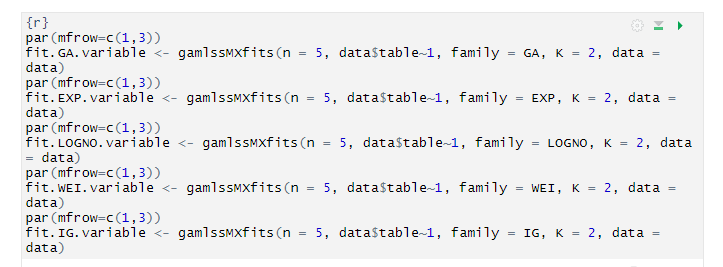 {r}
par(mfrow=c(1,3))
fit.GA.variable <- gamlssMXfits(n = 5, data$table~1, family = GA, K = 2, data =
data)
par(mfrow=c(1,3))
fit.EXP.variable <- gamlssMXfits(n = 5, data$table~1, family = EXP, K = 2, data =
data)
par(mfrow=c(1,3))
fit.LOGNO.variable <- gamlssMXfits(n = 5, data$table~1, family = LOGNO, K = 2, data
= data)
par(mfrow=c(1,3))
fit.WEI.variable <- gamlssMXfits(n = 5, data$table~1, family = WEI, K = 2, data =
data)
par(mfrow=c(1,3))
fit.IG.variable <- gamlssMXfits(n = 5, data$table~1, family = IG, K = 2, data =
data)